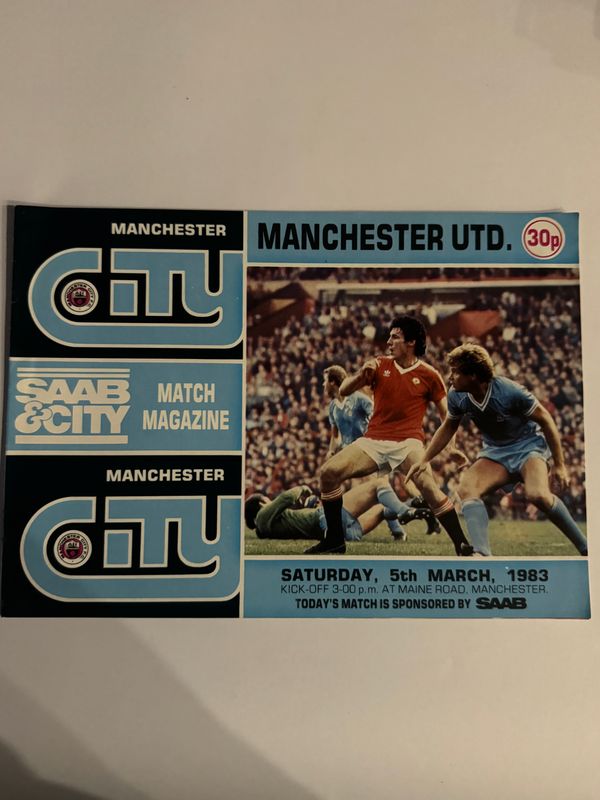 MANCHESTER
CITY
SAAB
&CITY
MATCH
MAGAZINE
MANCHESTER
CITY
MANCHESTER UTD.
30p
SATURDAY, 5th MARCH, 1983
KICK-OFF 3-00 p.m. AT MAINE ROAD, MANCHESTER.
TODAY'S MATCH IS SPONSORED BY SAAB